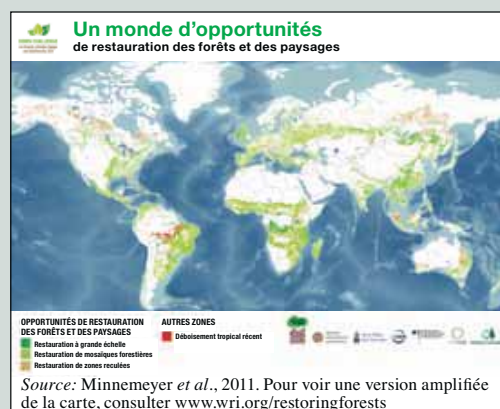 Un monde d’opportunités
de restauration des forêts et des paysages
OPPORTUNITÉS DE RESTAURATION
DES FORÊTS ET DES PAYSAGES
Restauration à grande échelle
Restauration de mosaïques forestières
Restauration de zones reculées
AUTRES ZONES
Déboisement tropical récent
Source: Minnemeyer et al., 2011. Pour voir une version amplifiée
de la carte, consulter www.wri.org/restoringforests